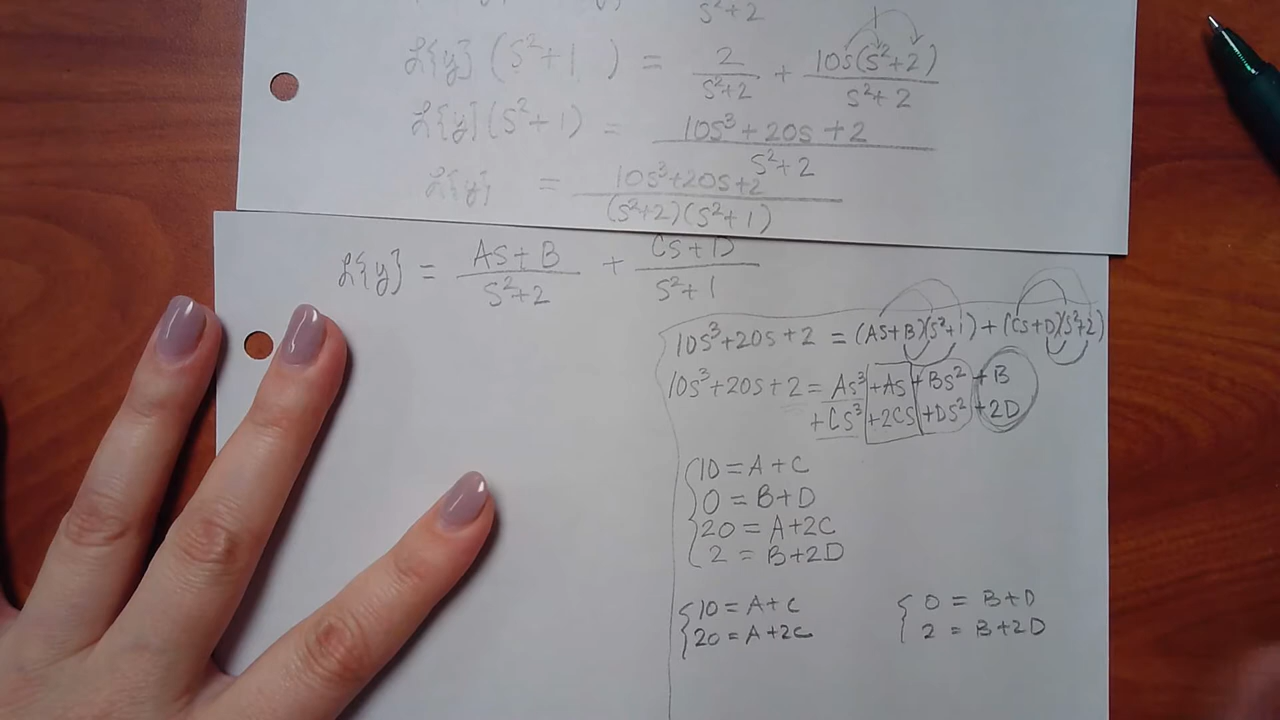 s²+2
ℒ{y} (s²+1 ) = 2/(s²+2) + 10s(s²+2)/(s²+2)
ℒ{y}(s²+1) = (10s³+20s+2)/(s²+2)
ℒ{y} = (10s³+20s+2)/((s²+2)(s²+1))
ℒ{y} = (As+B)/(s²+2) + (Cs+D)/(s²+1)
10s³+20s+2 = (As+B)(s²+1)+(Cs+D)(s²+2)
10s³+20s+2 = As³+As+Bs²+B
+Cs³+2Cs+Ds²+2D
10 = A+C
0 = B+D
20 = A+2C
2 = B+2D
10 = A+C
20 = A+2C
0 = B+D
2 = B+2D